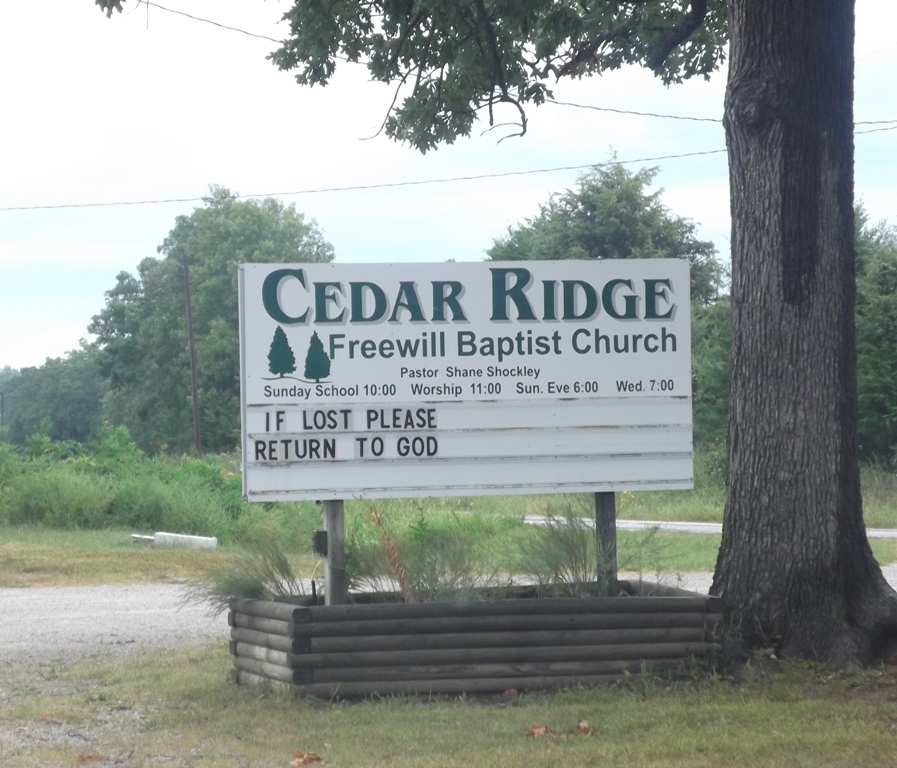 CEDAR RIDGE
Freewill Baptist Church
Pastor Shane Shockley
Sunday School 10:00 Worship 11:00 Sun. Eve 6:00 Wed. 7:00
IF LOST PLEASE
RETURN TO GOD